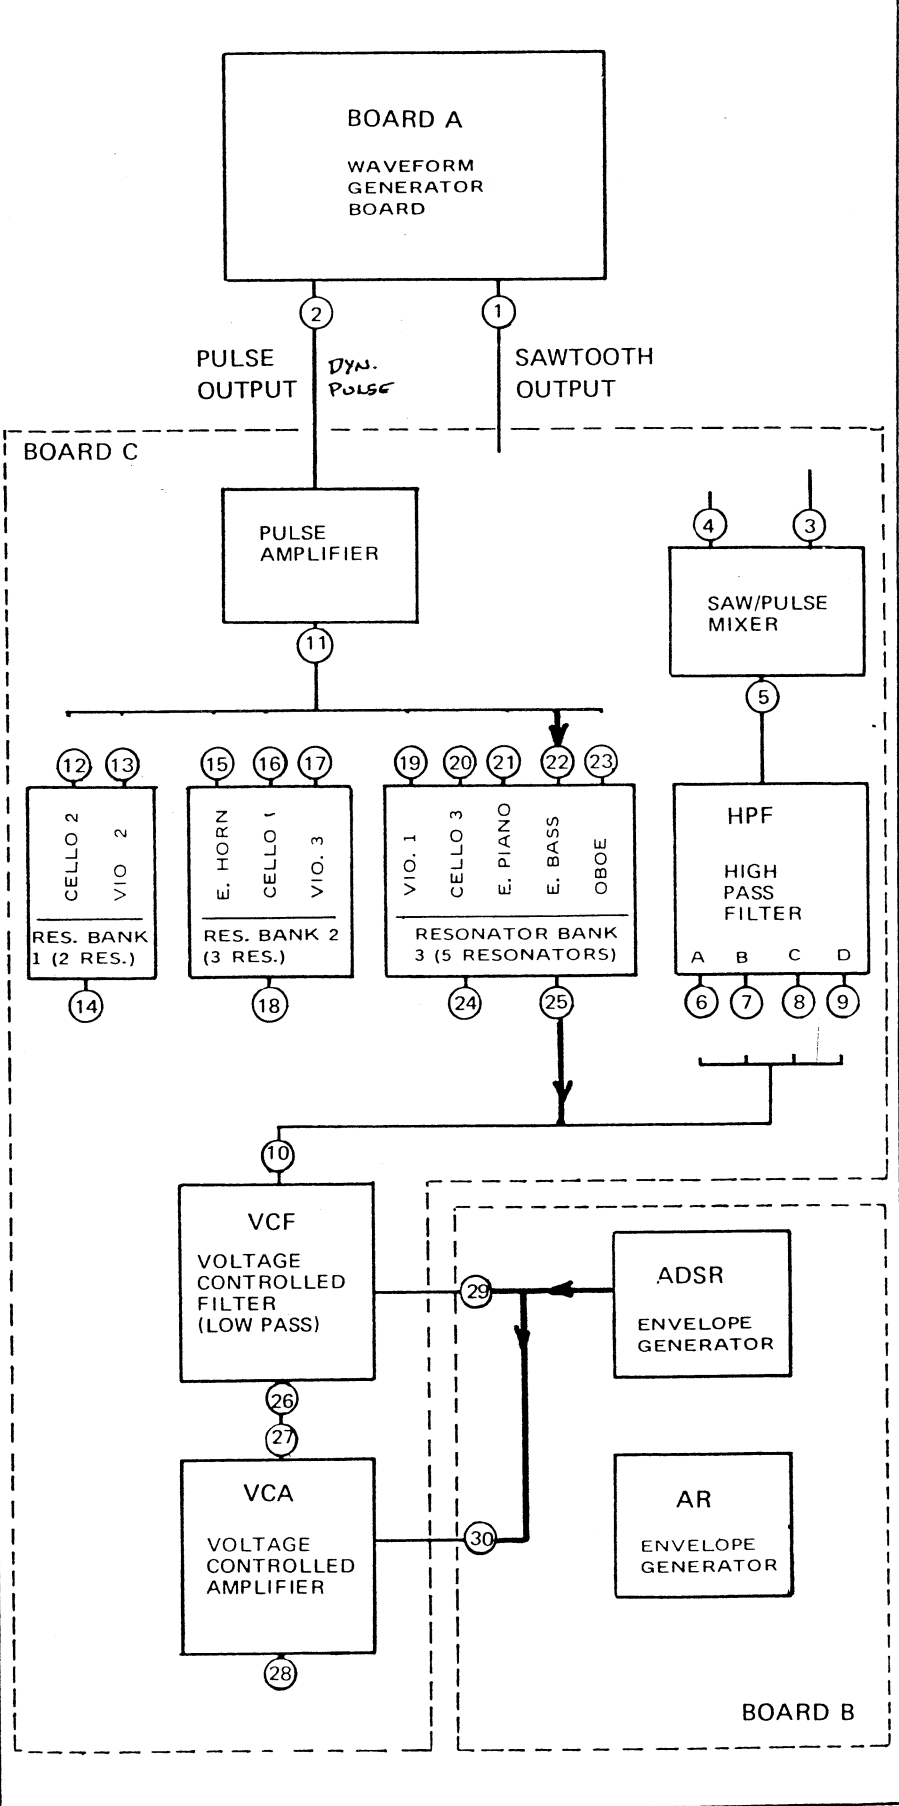 BOARD A
WAVEFORM
GENERATOR
BOARD
2
1
PULSE
OUTPUT
DYN.
PULSE
SAWTOOTH
OUTPUT
BOARD C
PULSE
AMPLIFIER
4
3
SAW/PULSE
MIXER
11
5
12
13
15
16
17
19
20
21
22
23
CELLO 2
VIO 2
E. HORN
CELLO 1
VIO. 3
VIO. 1
CELLO 3
E. PIANO
E. BASS
OBOE
RES. BANK
1 (2 RES.)
RES. BANK 2
(3 RES.)
RESONATOR BANK
3 (5 RESONATORS)
HPF
HIGH
PASS
FILTER
A B C D
14
18
24
25
6
7
8
9
10
VCF
VOLTAGE
CONTROLLED
FILTER
(LOW PASS)
29
ADSR
ENVELOPE
GENERATOR
26
27
VCA
VOLTAGE
CONTROLLED
AMPLIFIER
30
AR
ENVELOPE
GENERATOR
28
BOARD B